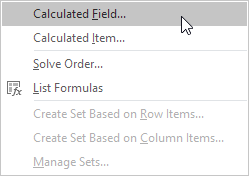 Calculated Field...
Calculated Item...
Solve Order...
List Formulas
Create Set Based on Row Items...
Create Set Based on Column Items...
Manage Sets...